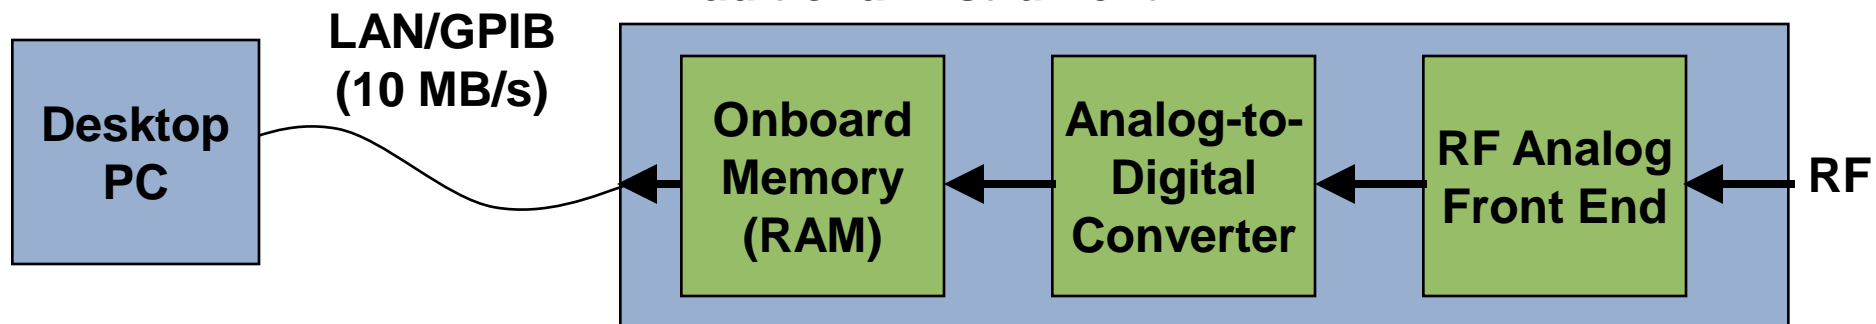 LAN/GPIB
(10 MB/s)
Desktop
PC
Onboard
Memory
(RAM)
Analog-to-
Digital
Converter
RF Analog
Front End
RF